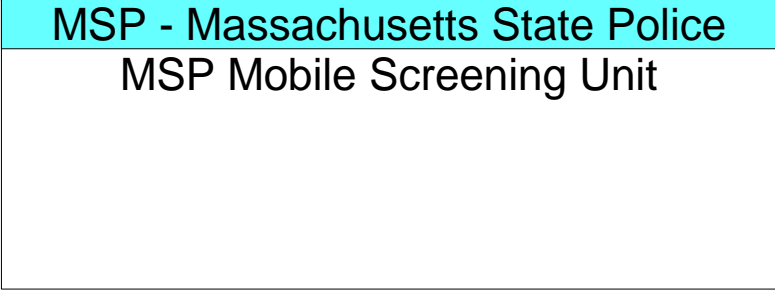 MSP - Massachusetts State Police
MSP Mobile Screening Unit